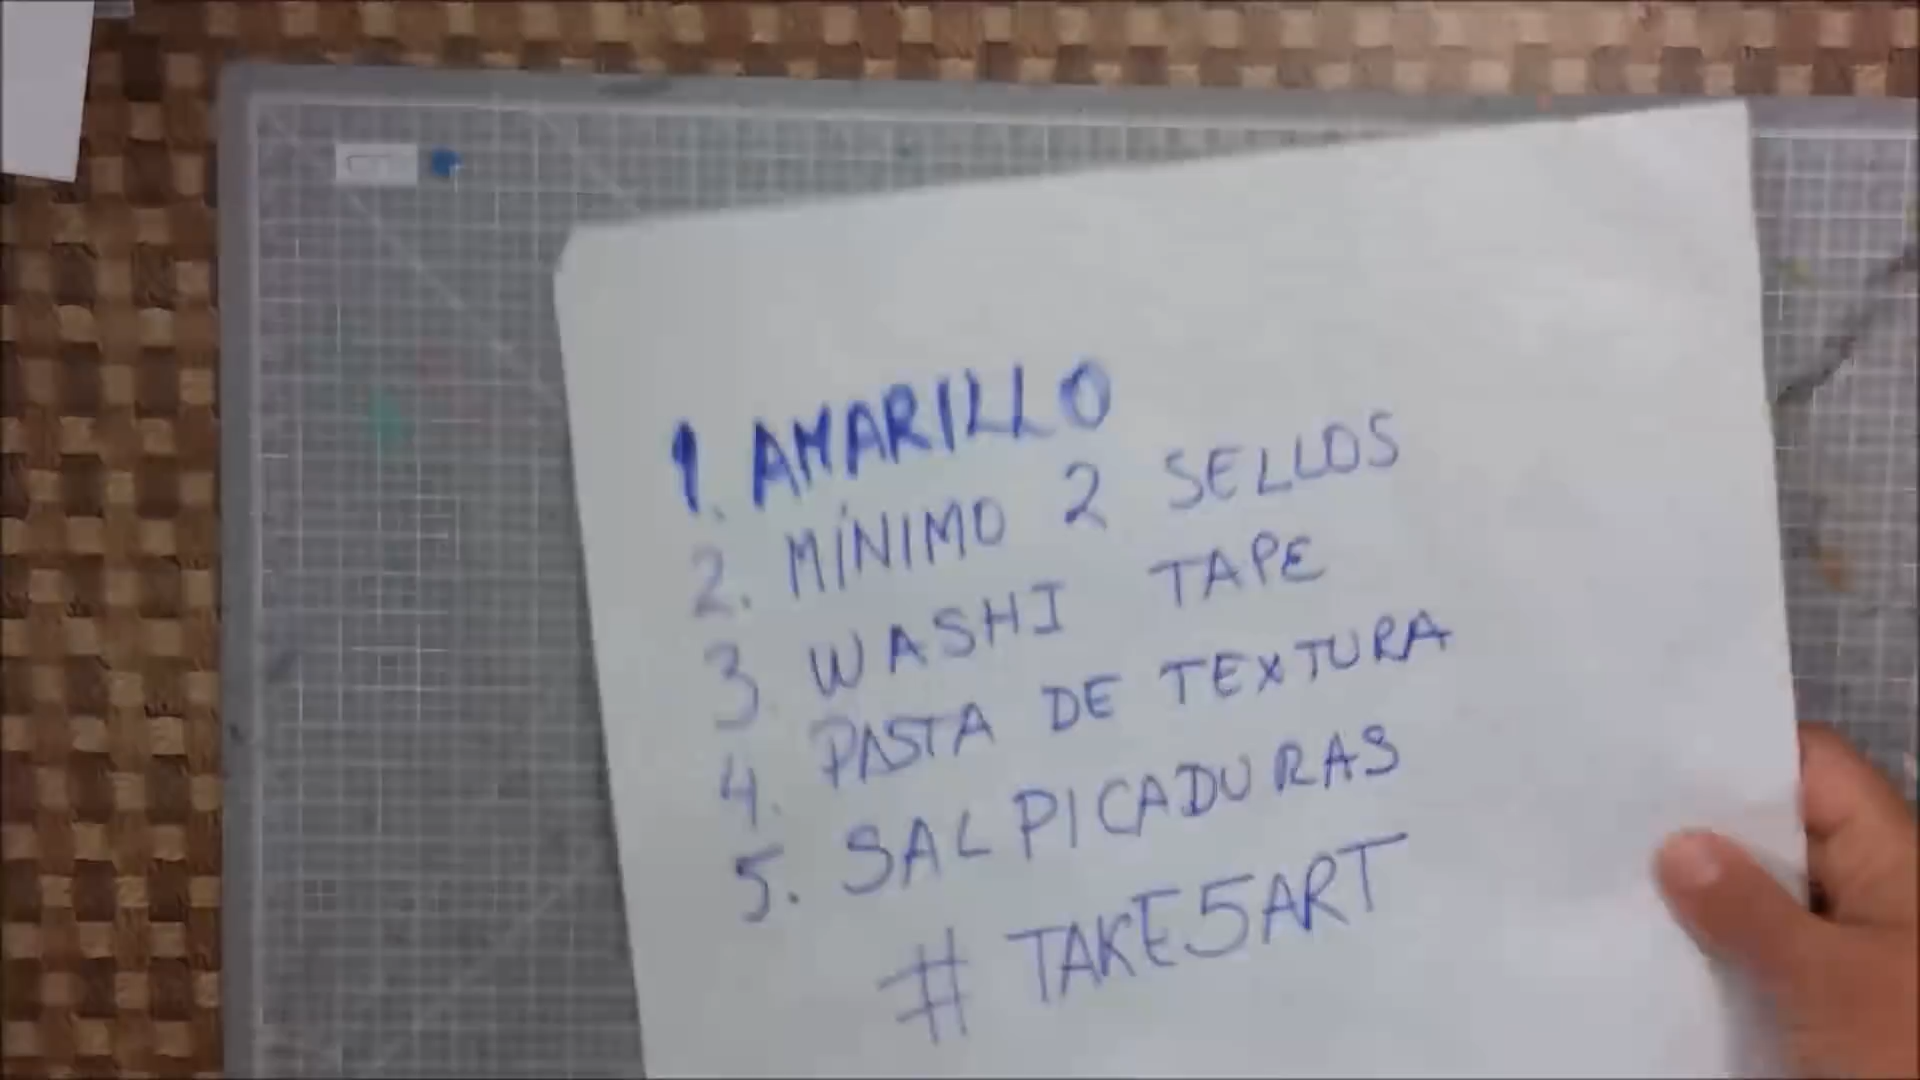 1. AMARILLO
2. MÍNIMO 2 SELLOS
3. WASHI TAPE
4. PASTA DE TEXTURA
5. SALPICADURAS
# TAKE5ART